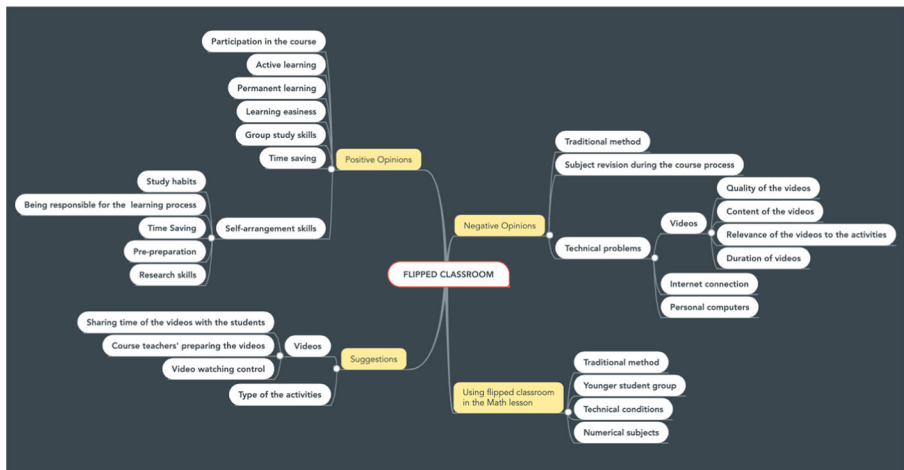 Participation in the course
Active learning
Permanent learning
Learning easiness
Group study skills
Time saving
Positive Opinions
Study habits
Being responsible for the learning process
Time Saving
Pre-preparation
Research skills
Self-arrangement skills
FLIPPED CLASSROOM
Sharing time of the videos with the students
Course teachers' preparing the videos
Video watching control
Videos
Type of the activities
Suggestions
Traditional method
Subject revision during the course process
Negative Opinions
Technical problems
Videos
Quality of the videos
Content of the videos
Relevance of the videos to the activities
Duration of videos
Internet connection
Personal computers
Using flipped classroom
in the Math lesson
Traditional method
Younger student group
Technical conditions
Numerical subjects